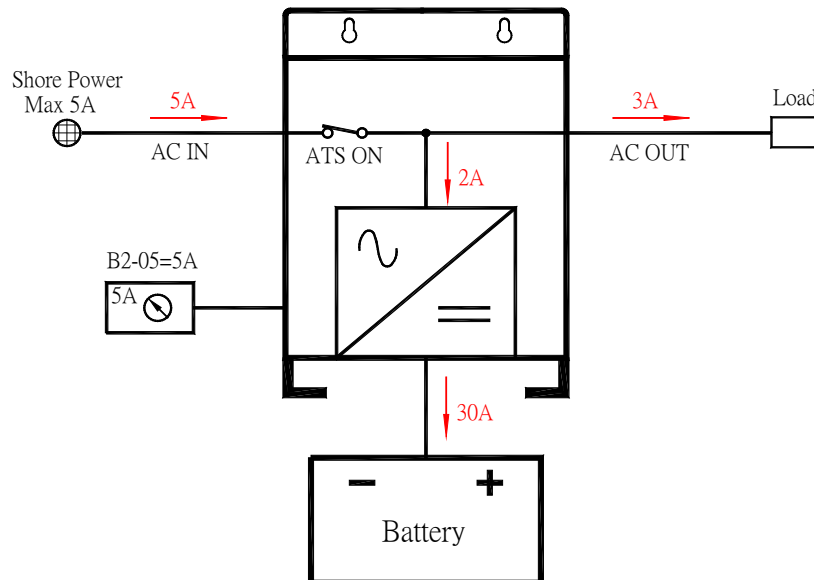 Shore Power
Max 5A
5A
3A
Load
AC IN
ATS ON
AC OUT
2A
B2-05=5A
5A
30A
Battery